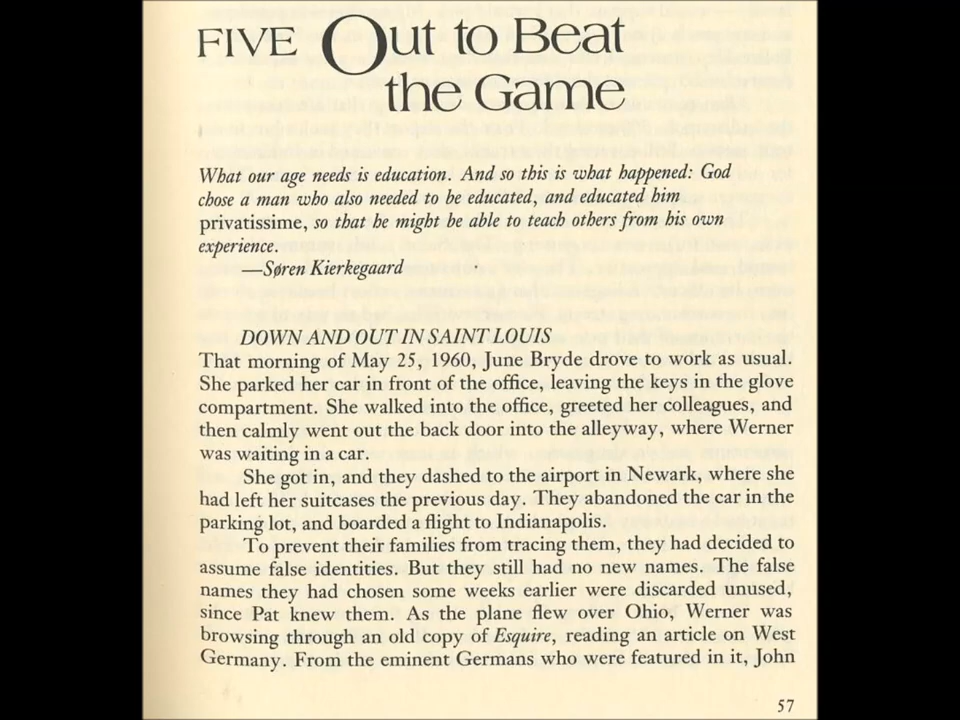 FIVE Out to Beat
the Game
What our age needs is education. And so this is what happened: God
chose a man who also needed to be educated, and educated him
privatissime, so that he might be able to teach others from his own
experience.
—Søren Kierkegaard
DOWN AND OUT IN SAINT LOUIS
That morning of May 25, 1960, June Bryde drove to work as usual.
She parked her car in front of the office, leaving the keys in the glove
compartment. She walked into the office, greeted her colleagues, and
then calmly went out the back door into the alleyway, where Werner
was waiting in a car.
She got in, and they dashed to the airport in Newark, where she
had left her suitcases the previous day. They abandoned the car in the
parking lot, and boarded a flight to Indianapolis.
To prevent their families from tracing them, they had decided to
assume false identities. But they still had no new names. The false
names they had chosen some weeks earlier were discarded unused,
since Pat knew them. As the plane flew over Ohio, Werner was
browsing through an old copy of Esquire, reading an article on West
Germany. From the eminent Germans who were featured in it, John
57